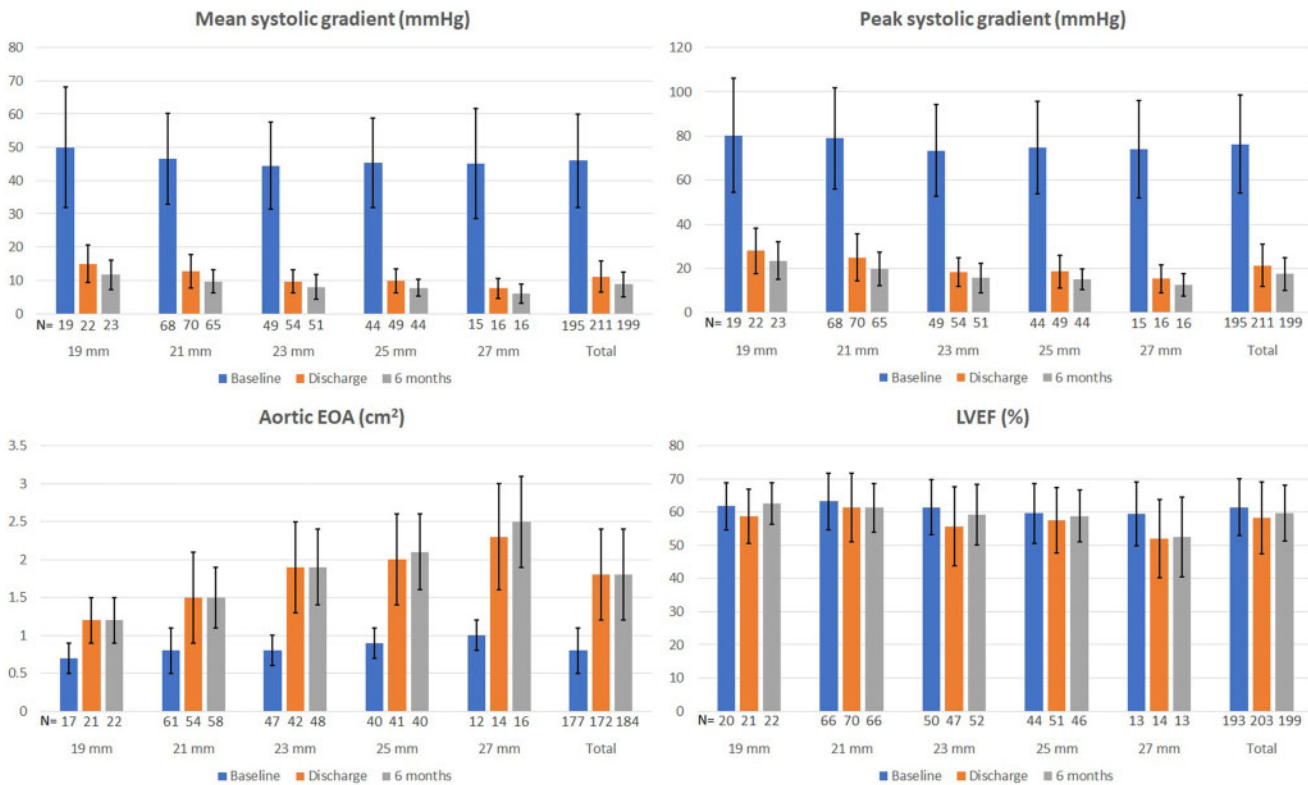 Mean systolic gradient (mmHg)
80
70
60
50
40
30
20
10
0
N= 19 22 23 68 70 65 49 54 51 44 49 44 15 16 16 195 211 199
19 mm 21 mm 23 mm 25 mm 27 mm Total
Baseline Discharge 6 months
Peak systolic gradient (mmHg)
120
100
80
60
40
20
0
N= 19 22 23 68 70 65 49 54 51 44 49 44 15 16 16 195 211 199
19 mm 21 mm 23 mm 25 mm 27 mm Total
Baseline Discharge 6 months
Aortic EOA (cm²)
3.5
3
2.5
2
1.5
1
0.5
0
N= 17 21 22 61 54 58 47 42 48 40 41 40 12 14 16 177 172 184
19 mm 21 mm 23 mm 25 mm 27 mm Total
Baseline Discharge 6 months
LVEF (%)
80
70
60
50
40
30
20
10
0
N= 20 21 22 66 70 66 50 47 52 44 51 46 13 14 13 193 203 199
19 mm 21 mm 23 mm 25 mm 27 mm Total
Baseline Discharge 6 months